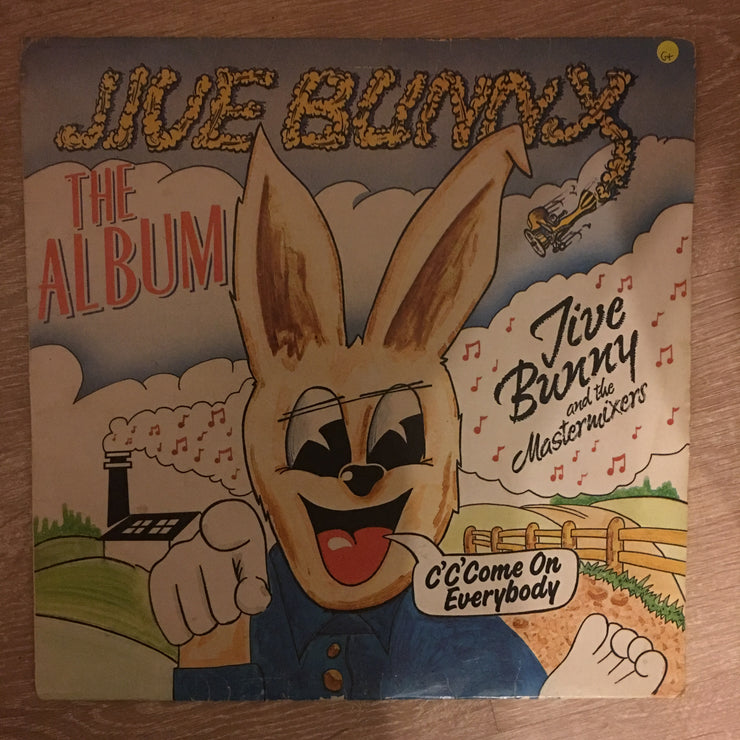 G+
JIVE BUNNY
THE
ALBUM
Jive
Bunny
and the
Mastermixers
C'C'Come On
Everybody